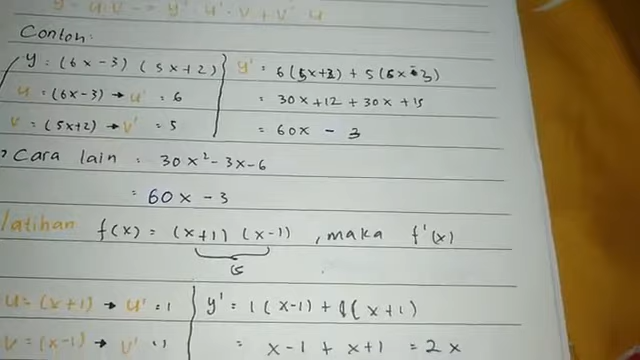 y = u.v → y' = u'.v + v'.u
Contoh:
y = (6x-3) (5x+2)
u = (6x-3) → u' = 6
v = (5x+2) → v' = 5
y' = 6(5x+2) + 5(6x-3)
= 30x+12+30x+15
= 60x - 3
Cara lain : 30x² - 3x - 6
= 60x - 3
latihan f(x) = (x+1) (x-1) , maka f'(x)
u = (x+1) → u' = 1
v = (x-1) → v' = 1
y' = 1(x-1) + 1(x+1)
= x-1 + x+1 = 2x